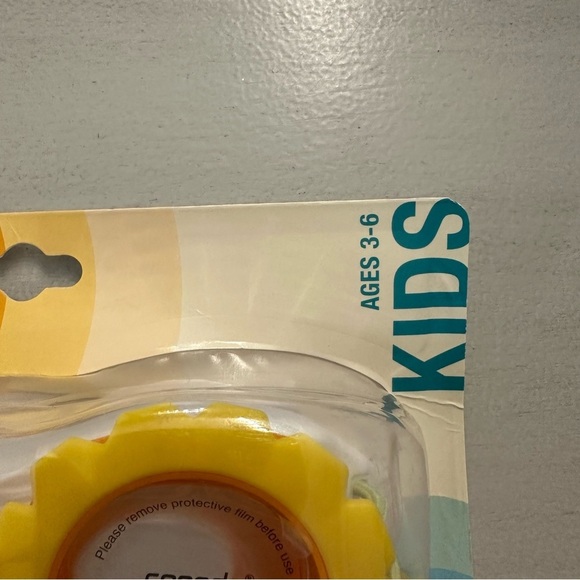 AGES 3-6
KIDS
Please remove protective film before use